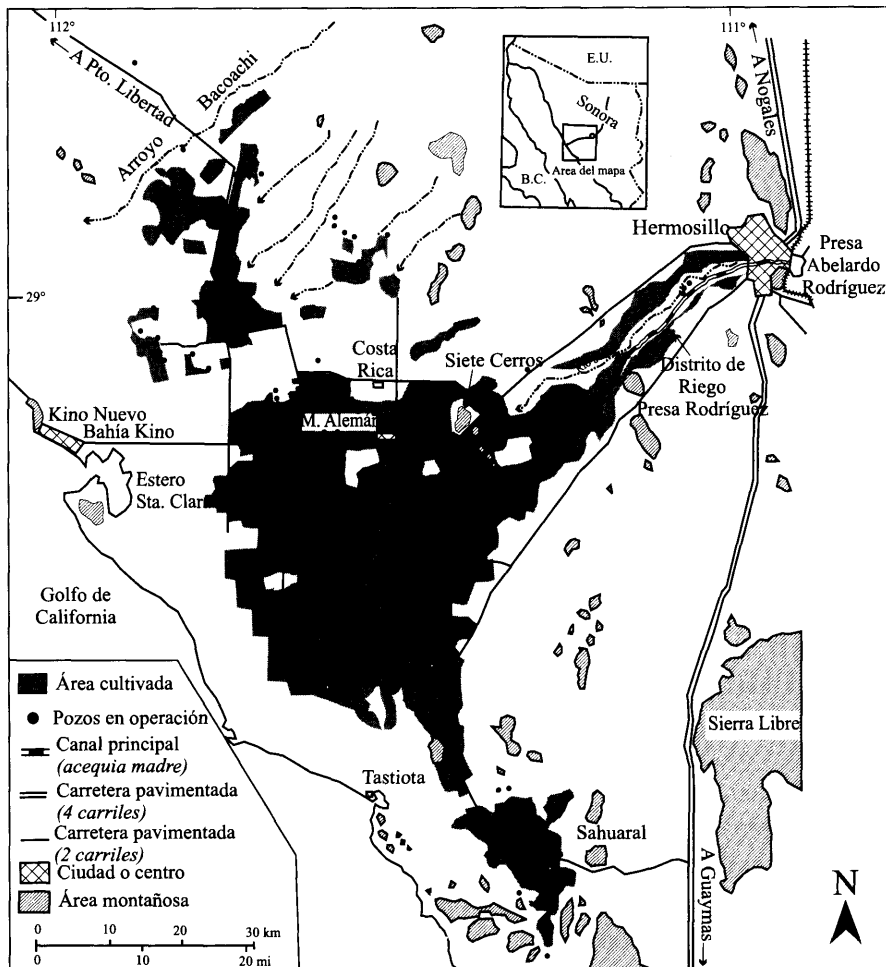 112°
111°
A Pto. Libertad
Arroyo Bacoachi
E.U.
Sonora
B.C.
Area del mapa
A Nogales
Hermosillo
Presa
Abelardo
Rodríguez
29°
Costa
Rica
Siete Cerros
Distrito de
Riego
Presa Rodríguez
M. Alemán
Kino Nuevo
Bahía Kino
Estero
Sta. Clar
Golfo de
California
Sierra Libre
Tastiota
Sahuaral
A Guaymas
Área cultivada
Pozos en operación
Canal principal
(acequia madre)
Carretera pavimentada
(4 carriles)
Carretera pavimentada
(2 carriles)
Ciudad o centro
Área montañosa
0 10 20 30 km
0 10 20 mi
N